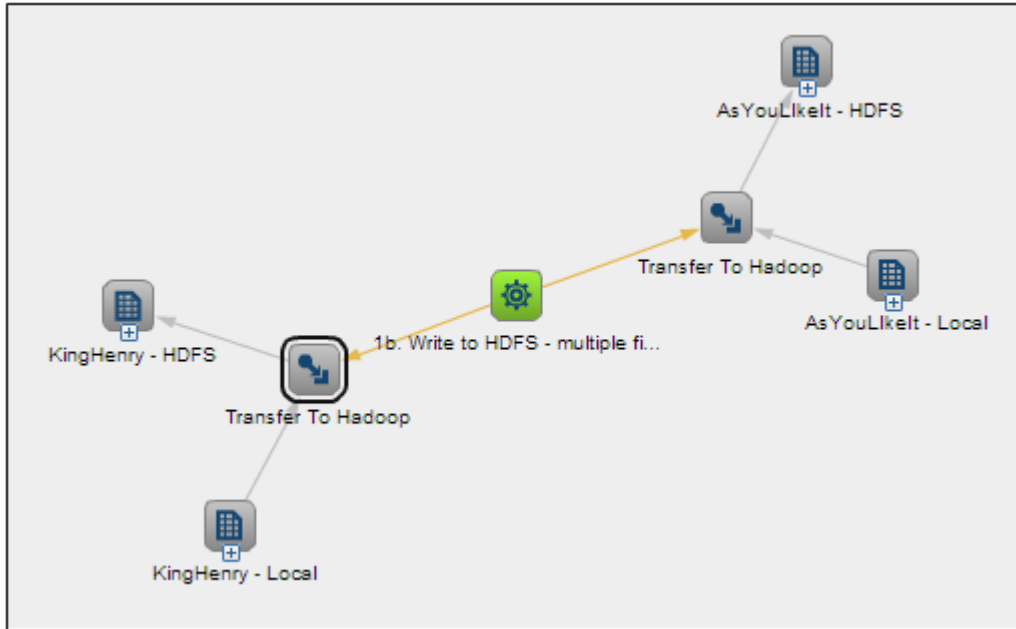 AsYouLIkeIt - HDFS
Transfer To Hadoop
AsYouLIkeIt - Local
1b. Write to HDFS - multiple fi...
KingHenry - HDFS
Transfer To Hadoop
KingHenry - Local